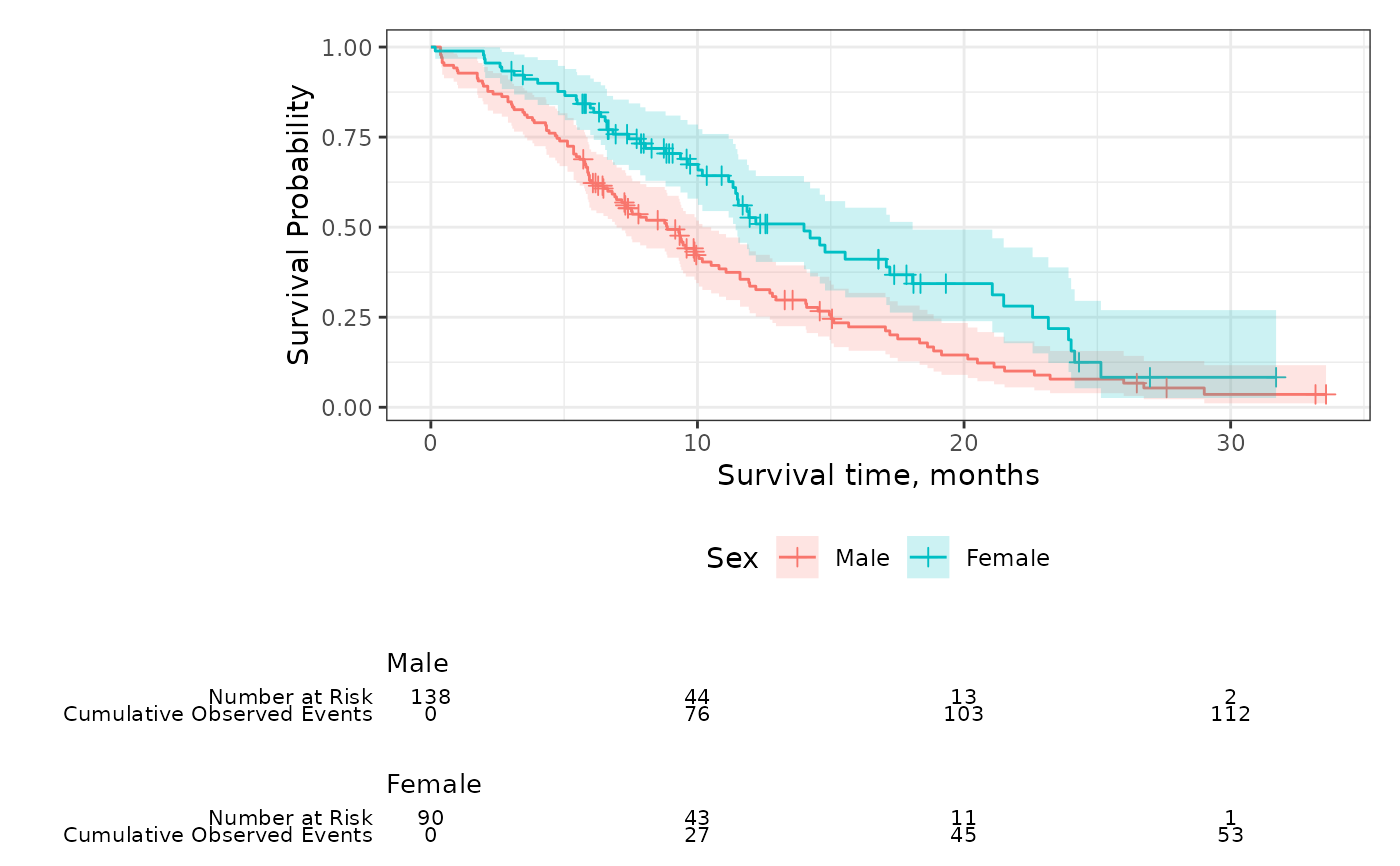 Survival Probability
1.00
0.75
0.50
0.25
0.00
0 10 20 30
Survival time, months
Sex Male Female
Male
Number at Risk 138 44 13 2
Cumulative Observed Events 0 76 103 112
Female
Number at Risk 90 43 11 1
Cumulative Observed Events 0 27 45 53